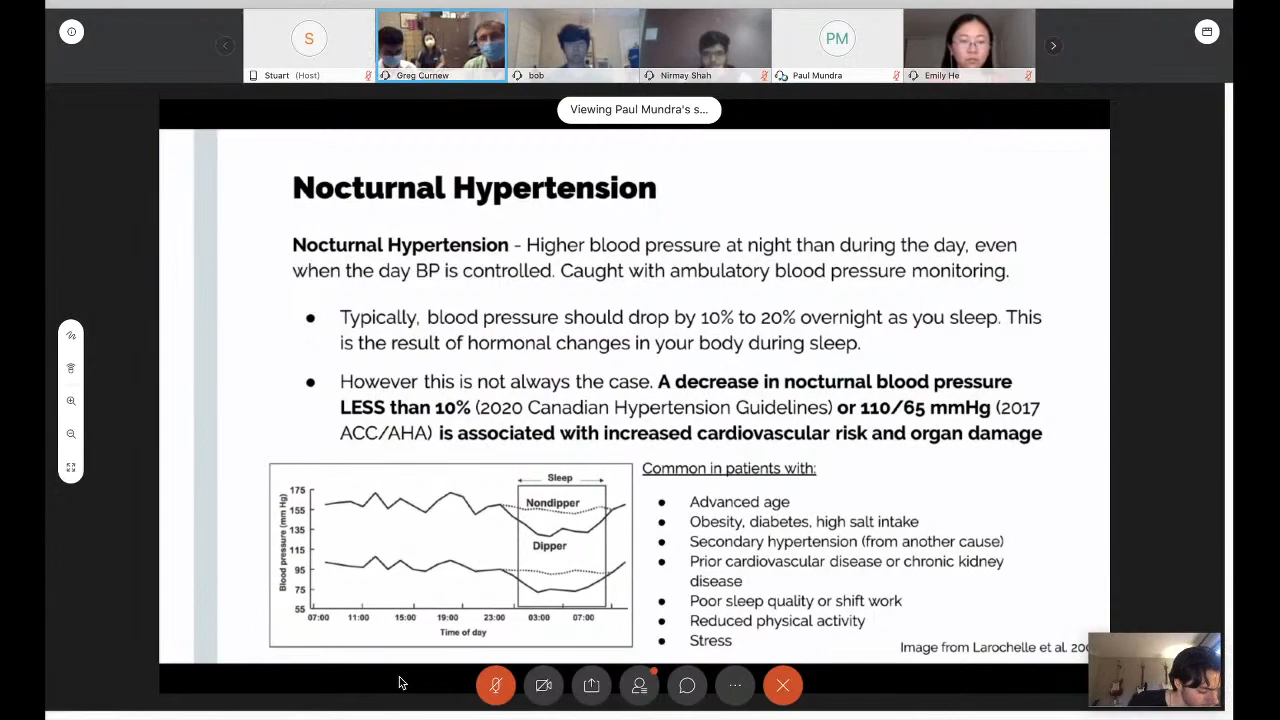 S
PM
Stuart (Host)
Greg Curnew
bob
Nirmay Shah
Paul Mundra
Emily He
Viewing Paul Mundra's s...
Nocturnal Hypertension
Nocturnal Hypertension - Higher blood pressure at night than during the day, even
when the day BP is controlled. Caught with ambulatory blood pressure monitoring.
● Typically, blood pressure should drop by 10% to 20% overnight as you sleep. This
is the result of hormonal changes in your body during sleep.
● However this is not always the case. A decrease in nocturnal blood pressure
LESS than 10% (2020 Canadian Hypertension Guidelines) or 110/65 mmHg (2017
ACC/AHA) is associated with increased cardiovascular risk and organ damage
Blood pressure (mm Hg)
175
155
135
115
95
75
55
Sleep
Nondipper
Dipper
07:00 11:00 15:00 19:00 23:00 03:00 07:00
Time of day
Common in patients with:
● Advanced age
● Obesity, diabetes, high salt intake
● Secondary hypertension (from another cause)
● Prior cardiovascular disease or chronic kidney
disease
● Poor sleep quality or shift work
● Reduced physical activity
● Stress
Image from Larochelle et al.